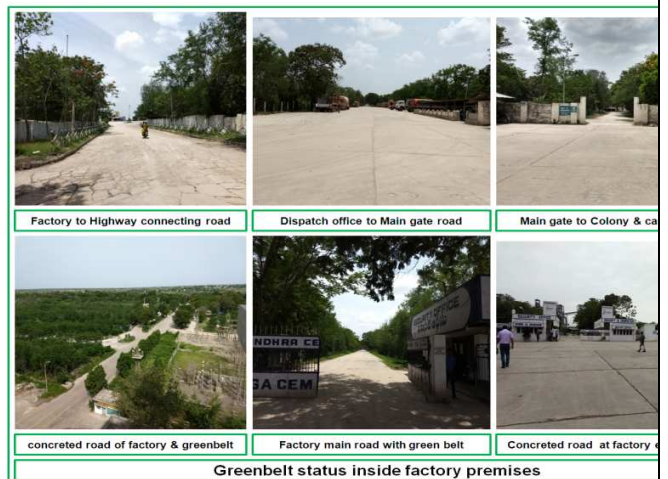 Factory to Highway connecting road
Dispatch office to Main gate road
Main gate to Colony & ca
NDHRA CE
GA CEM
concreted road of factory & greenbelt
Factory main road with green belt
Concreted road at factory e
Greenbelt status inside factory premises